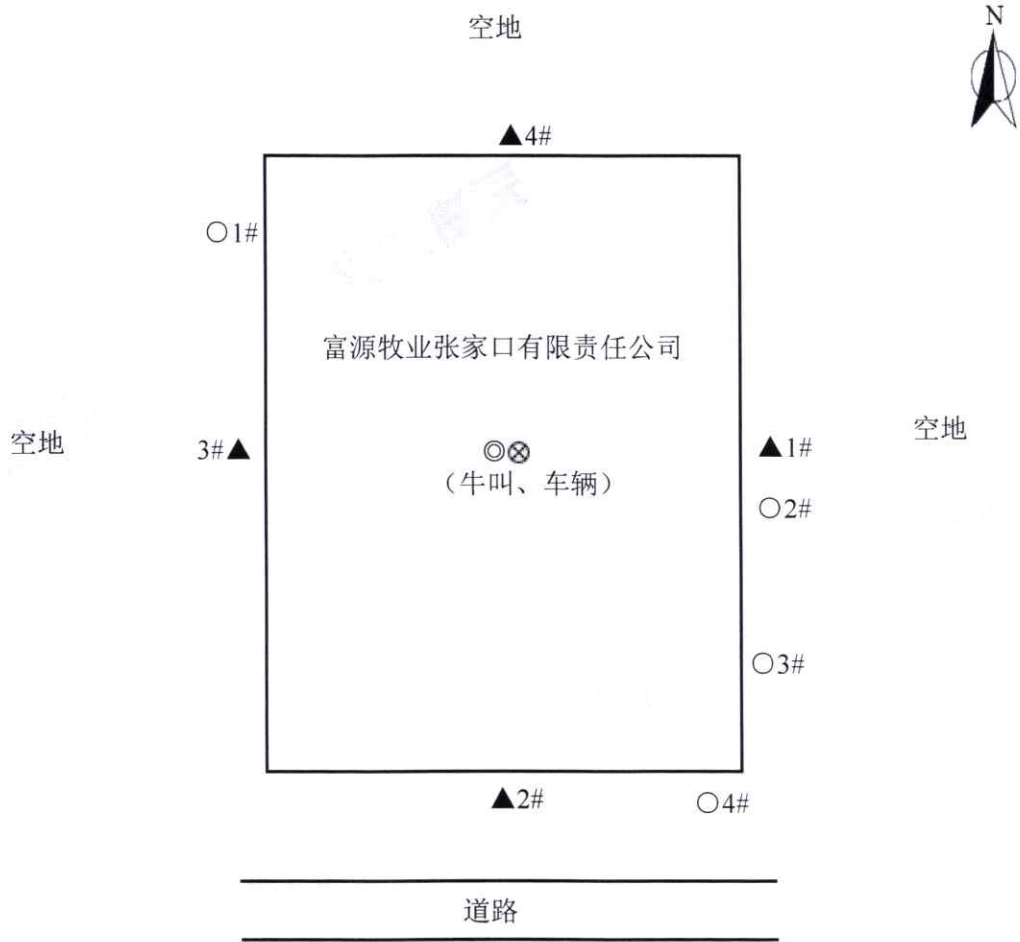 N
空地
▲4#
○1#
富源牧业张家口有限责任公司
空地
3#▲
◎⊗
▲1#
空地
（牛叫、车辆）
○2#
○3#
▲2#
○4#
道路